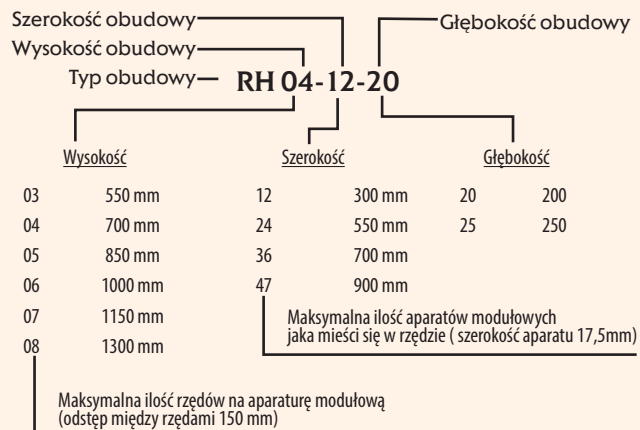 Szerokość obudowy
Głębokość obudowy
Wysokość obudowy
Typ obudowy RH 04-12-20
Wysokość Szerokość Głębokość
03 550 mm 12 300 mm 20 200
04 700 mm 24 550 mm 25 250
05 850 mm 36 700 mm
06 1000 mm 47 900 mm
07 1150 mm
08 1300 mm
Maksymalna ilość aparatów modułowych
jaka mieści się w rzędzie ( szerokość aparatu 17,5mm)
Maksymalna ilość rzędów na aparaturę modułową
(odstęp między rzędami 150 mm)